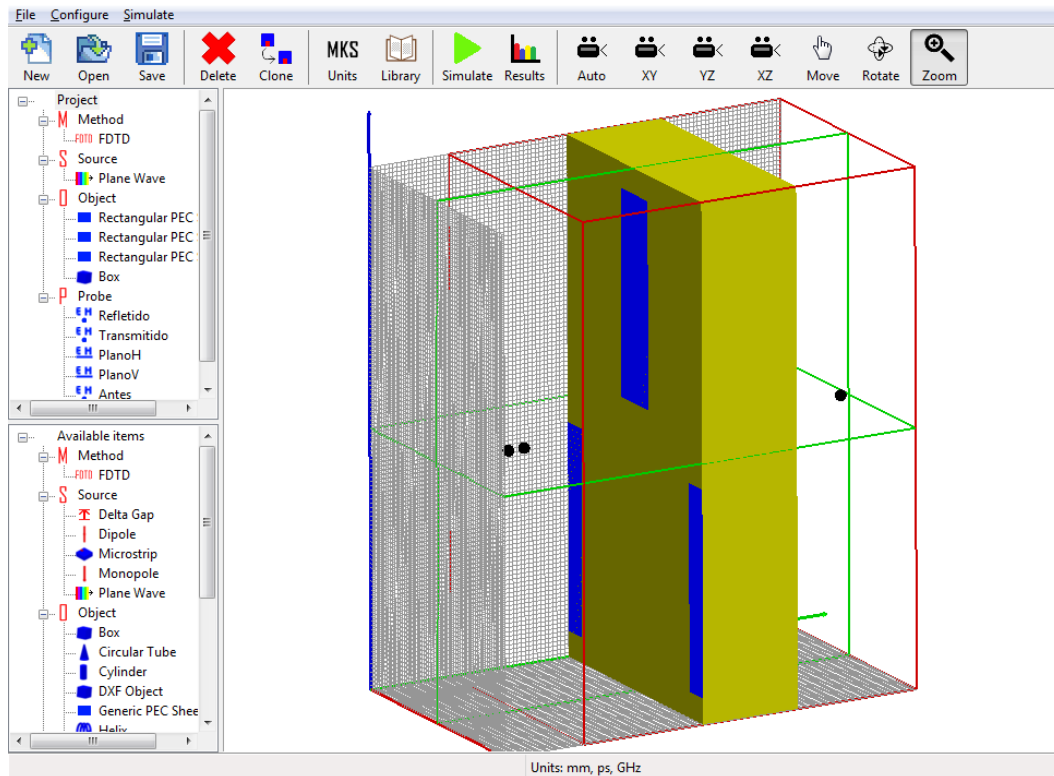 File Configure Simulate
New Open Save Delete Clone MKS Units Library Simulate Results Auto XY YZ XZ Move Rotate Zoom
Project
Method
FDTD FDTD
Source
Plane Wave
Object
Rectangular PEC
Rectangular PEC
Rectangular PEC
Box
Probe
Refletido
Transmitido
PlanoH
PlanoV
Antes
Available items
Method
FDTD FDTD
Source
Delta Gap
Dipole
Microstrip
Monopole
Plane Wave
Object
Box
Circular Tube
Cylinder
DXF Object
Generic PEC Shee
Helix
Units: mm, ps, GHz